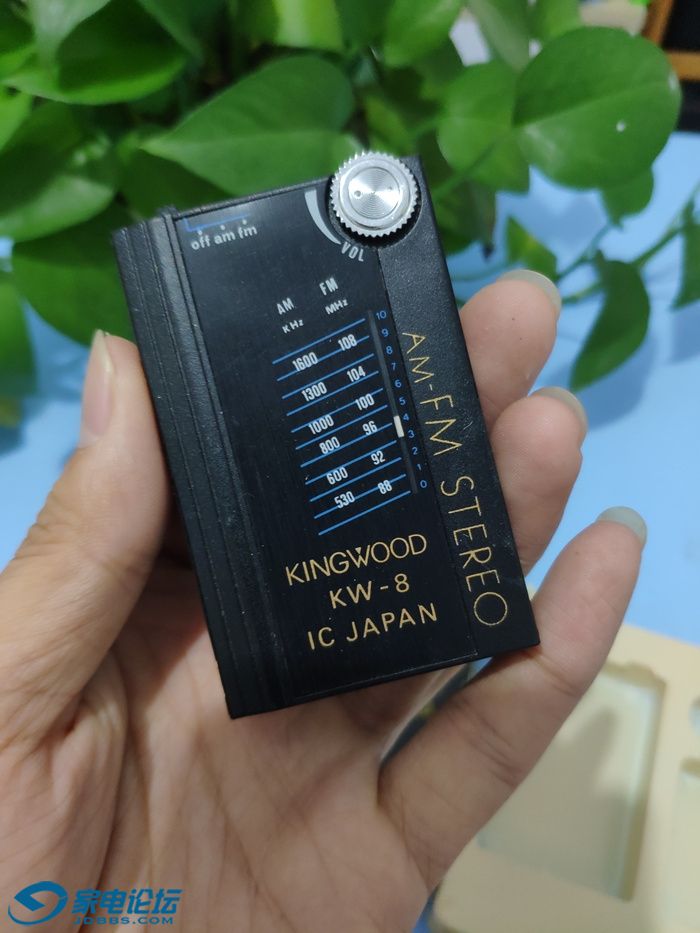 off am fm
VOL
AM FM
KHz MHz
1600 108
1300 104
1000 100
800 96
600 92
530 88
10
9
8
7
6
5
4
3
2
1
0
AM-FM STEREO
KINGWOOD
KW-8
IC JAPAN
家电论坛
JDBBS.COM